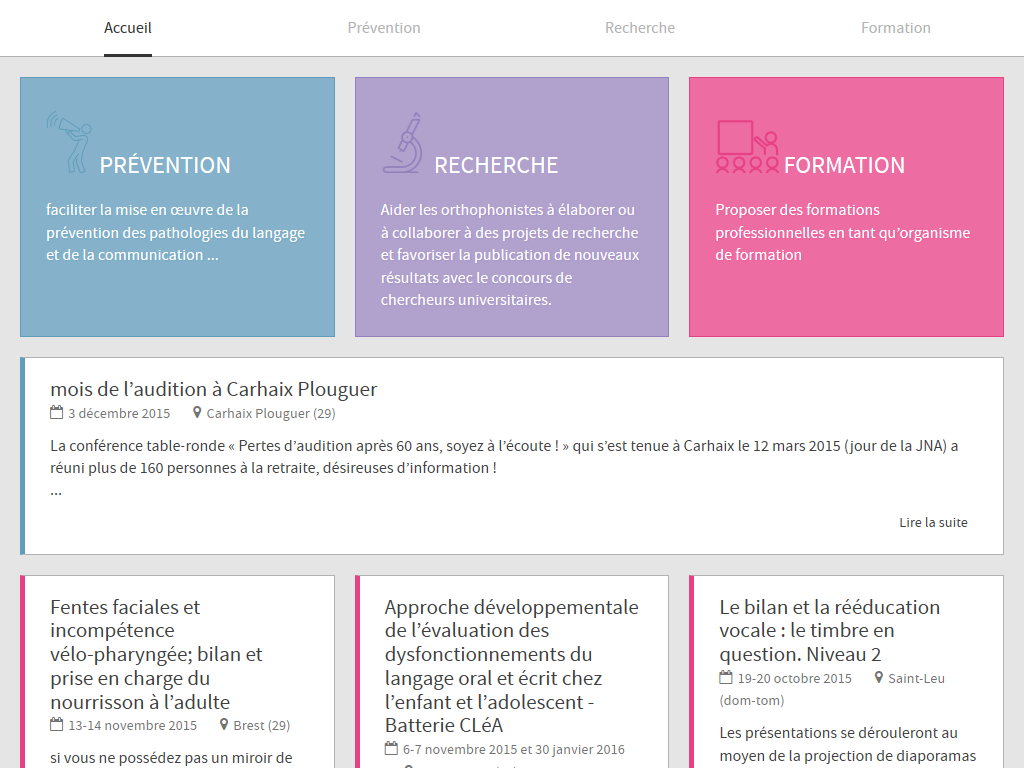 Accueil
Prévention
Recherche
Formation
PRÉVENTION
faciliter la mise en œuvre de la
prévention des pathologies du langage
et de la communication ...
RECHERCHE
Aider les orthophonistes à élaborer ou
à collaborer à des projets de recherche
et favoriser la publication de nouveaux
résultats avec le concours de
chercheurs universitaires.
FORMATION
Proposer des formations
professionnelles en tant qu’organisme
de formation
mois de l’audition à Carhaix Plouguer
3 décembre 2015 Carhaix Plouguer (29)
La conférence table-ronde « Pertes d’audition après 60 ans, soyez à l’écoute ! » qui s’est tenue à Carhaix le 12 mars 2015 (jour de la JNA) a
réuni plus de 160 personnes à la retraite, désireuses d’information !
...
Lire la suite
Fentes faciales et
incompétence
vélo-pharyngée; bilan et
prise en charge du
nourrisson à l’adulte
13-14 novembre 2015 Brest (29)
si vous ne possédez pas un miroir de
Approche développementale
de l’évaluation des
dysfonctionnements du
langage oral et écrit chez
l’enfant et l’adolescent -
Batterie CLéA
6-7 novembre 2015 et 30 janvier 2016
Le bilan et la rééducation
vocale : le timbre en
question. Niveau 2
19-20 octobre 2015 Saint-Leu
(dom-tom)
Les présentations se dérouleront au
moyen de la projection de diaporamas